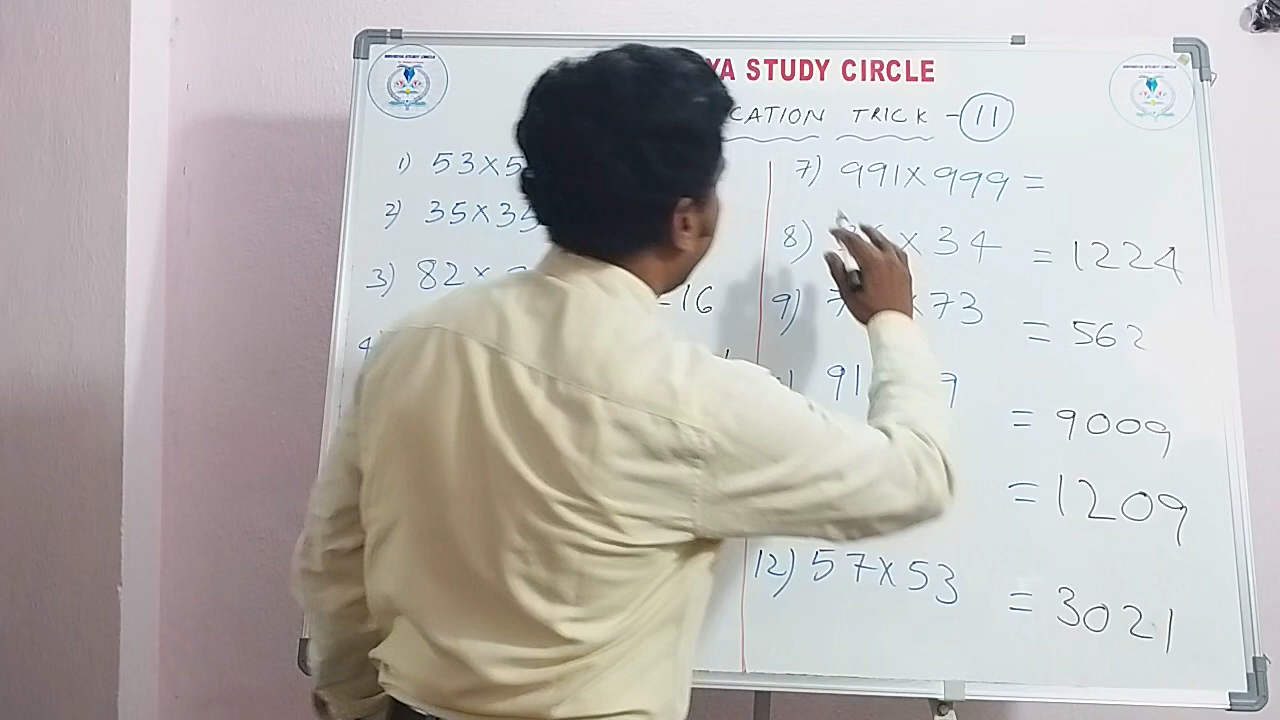 YA STUDY CIRCLE
CATION TRICK - 11
1) 53×5
2) 35×35
3) 82×
-16
4
7) 991×999 =
8) ×34 = 1224
9) ×73 = 562
91 9 = 9009
= 1209
12) 57×53 = 3021